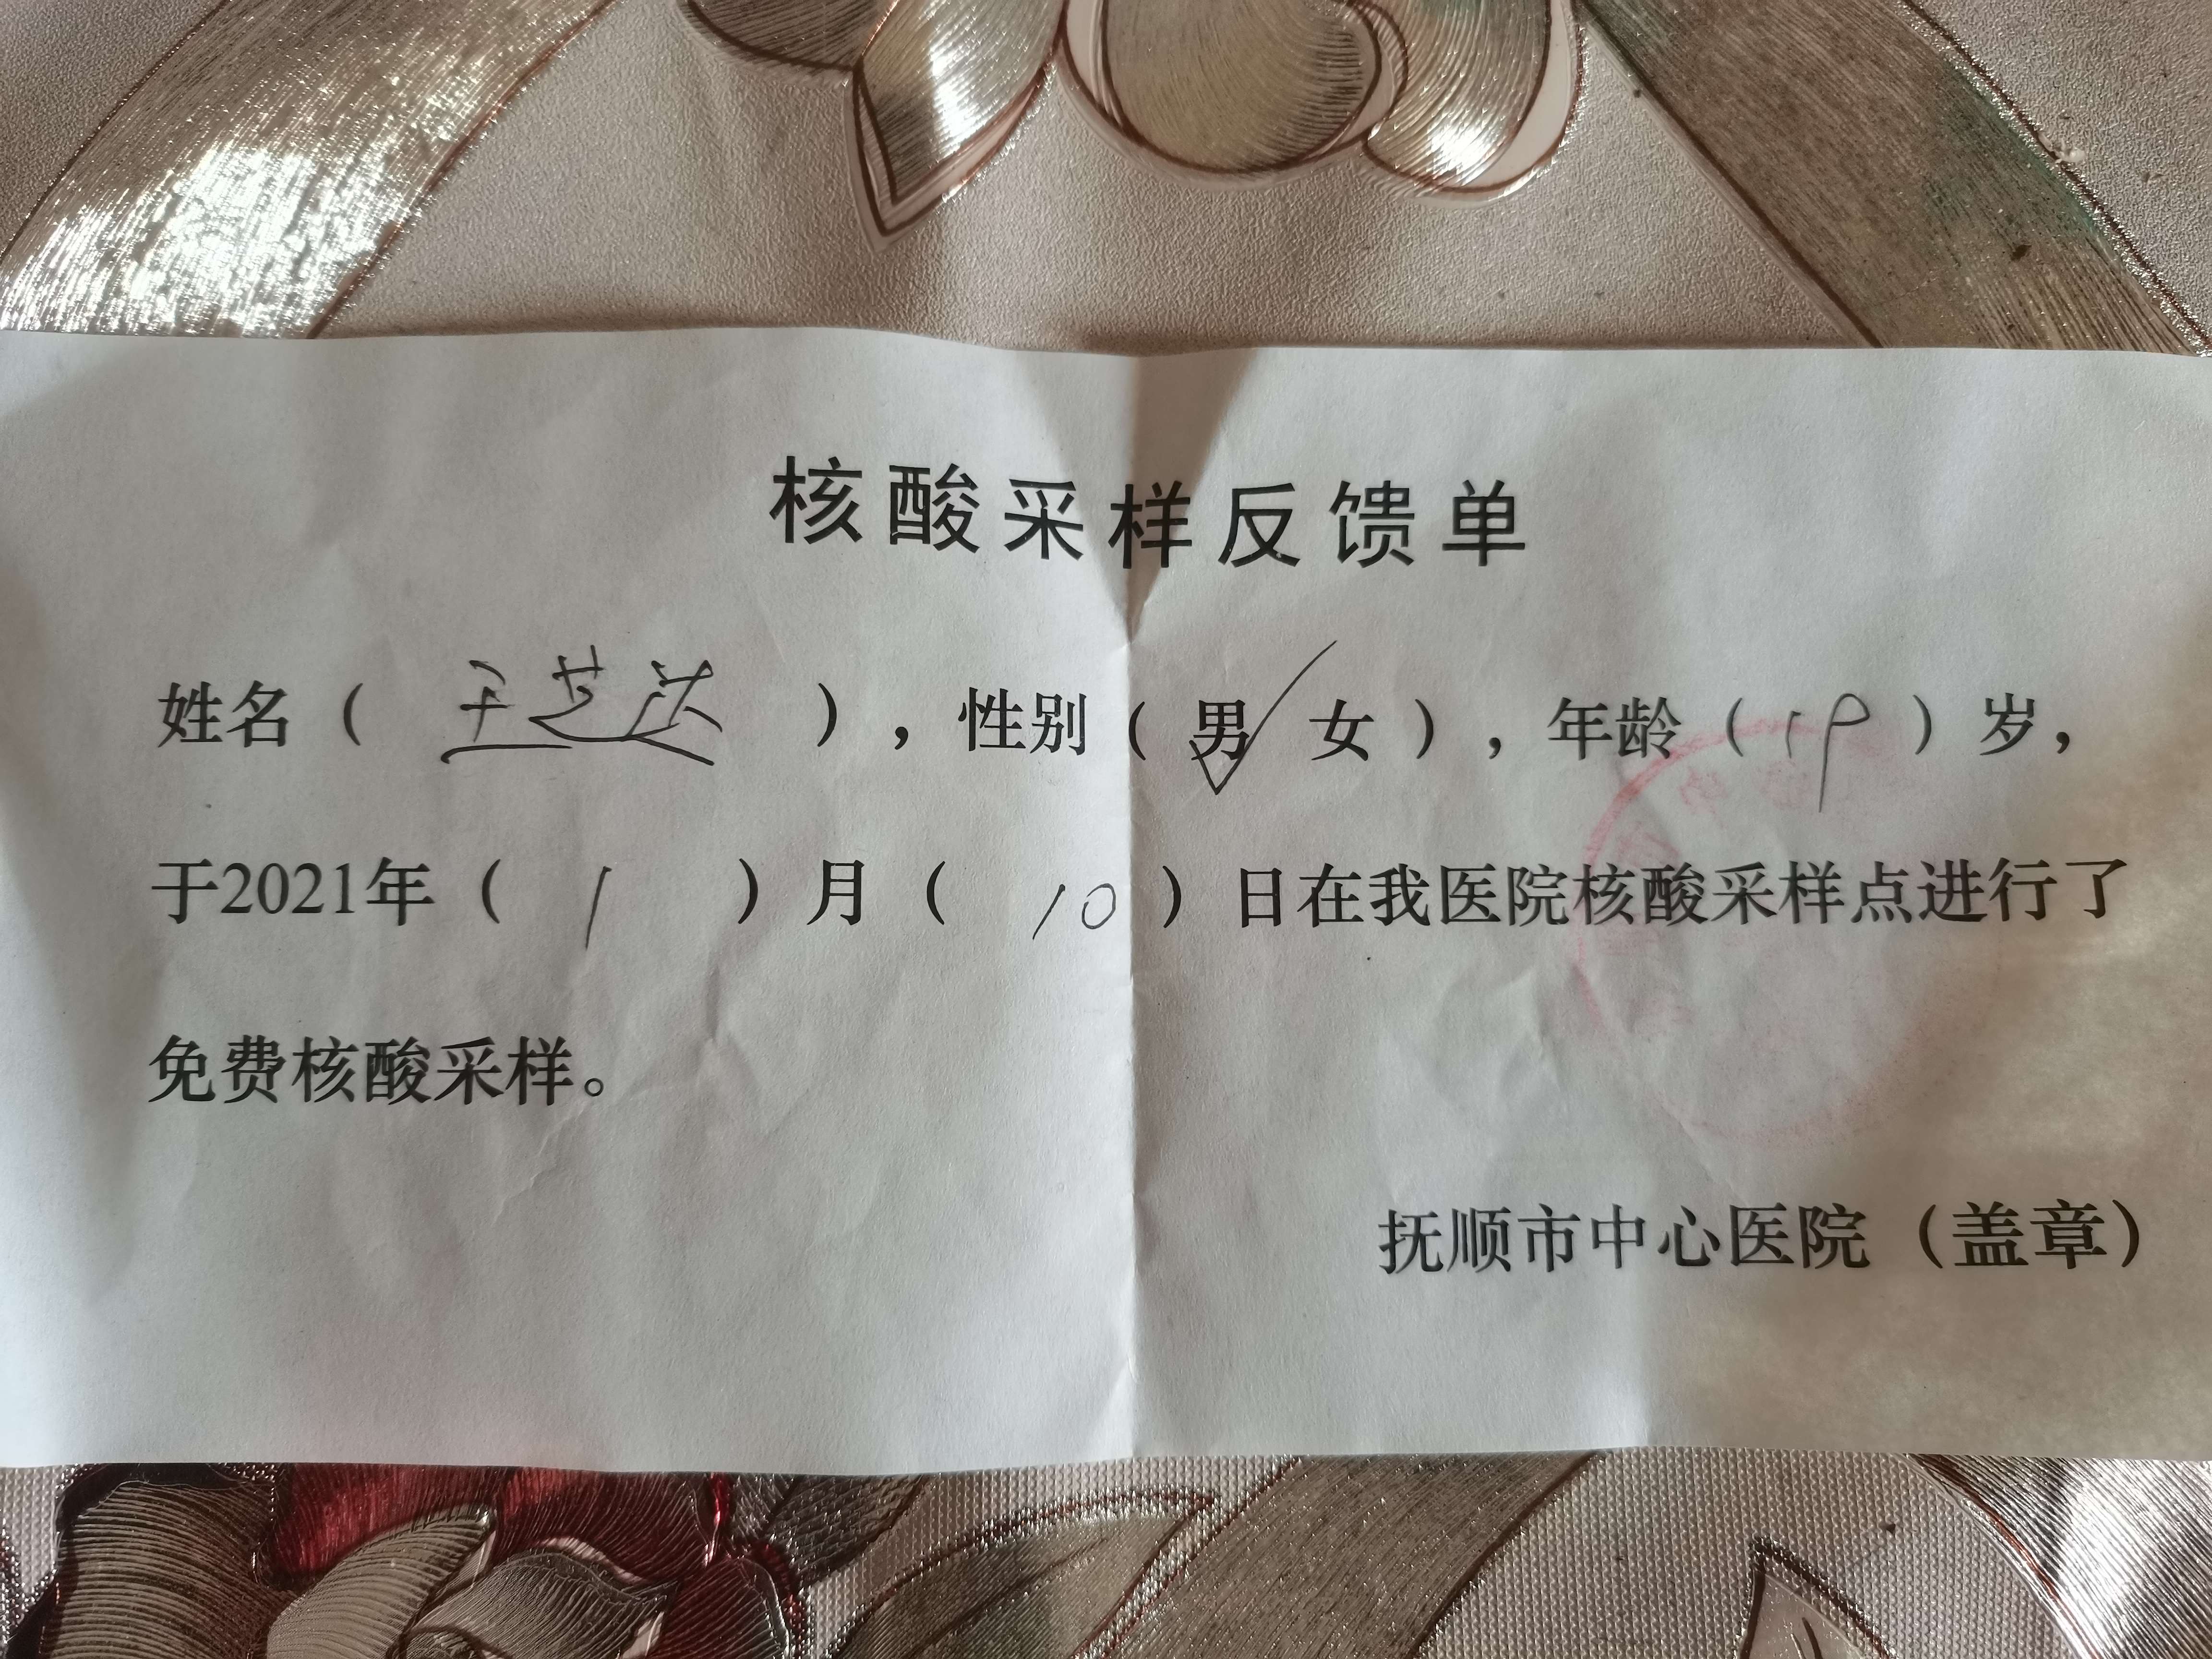 核酸采样反馈单
姓名（王芝达），性别（男√ 女），年龄（19）岁，
于2021年（1）月（10）日在我医院核酸采样点进行了
免费核酸采样。
抚顺市中心医院（盖章）